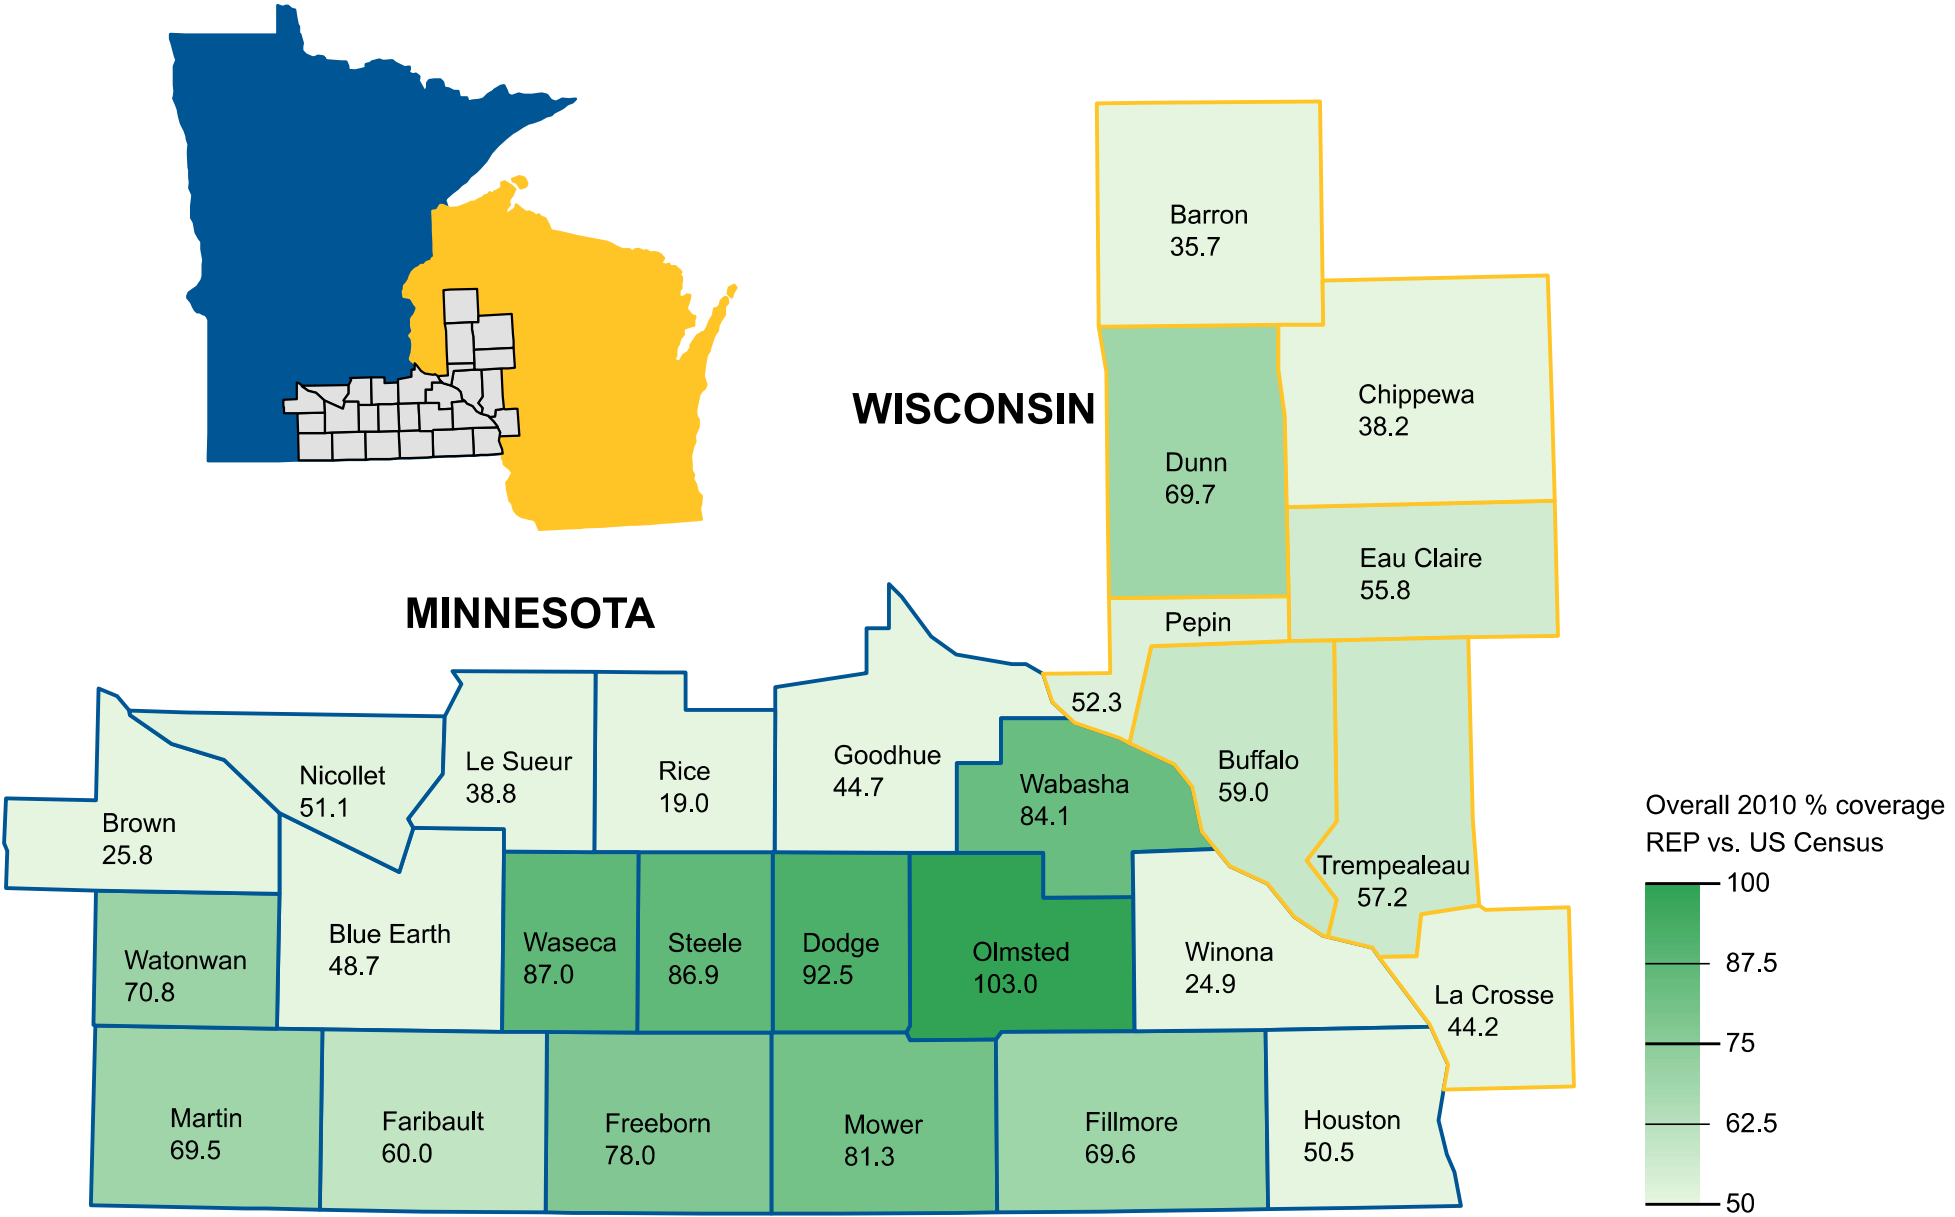 Barron
35.7
Chippewa
38.2
WISCONSIN
Dunn
69.7
Eau Claire
55.8
MINNESOTA
Pepin
52.3
Nicollet
51.1
Le Sueur
38.8
Rice
19.0
Goodhue
44.7
Wabasha
84.1
Buffalo
59.0
Brown
25.8
Trempealeau
57.2
Watonwan
70.8
Blue Earth
48.7
Waseca
87.0
Steele
86.9
Dodge
92.5
Olmsted
103.0
Winona
24.9
La Crosse
44.2
Martin
69.5
Faribault
60.0
Freeborn
78.0
Mower
81.3
Fillmore
69.6
Houston
50.5
Overall 2010 % coverage
REP vs. US Census
100
87.5
75
62.5
50